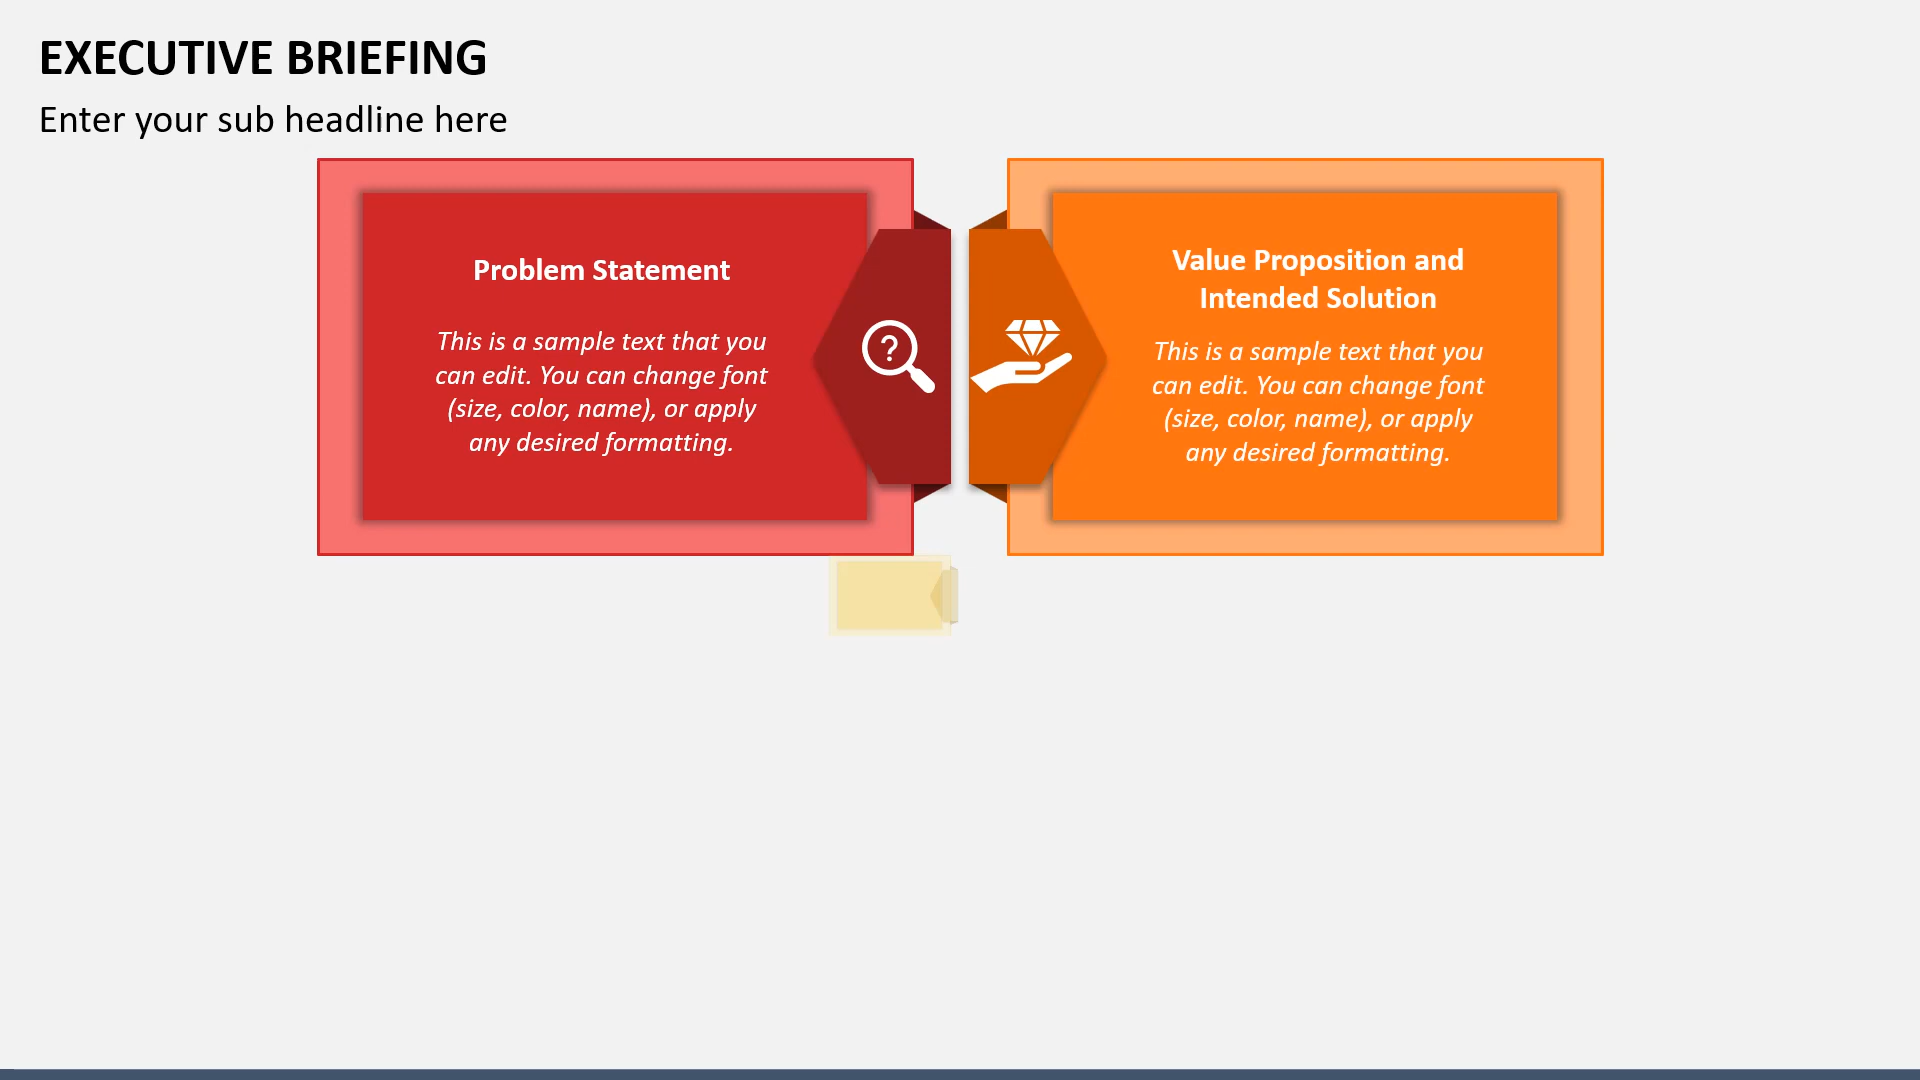 EXECUTIVE BRIEFING
Enter your sub headline here
Problem Statement
This is a sample text that you
can edit. You can change font
(size, color, name), or apply
any desired formatting.
?
Value Proposition and
Intended Solution
This is a sample text that you
can edit. You can change font
(size, color, name), or apply
any desired formatting.